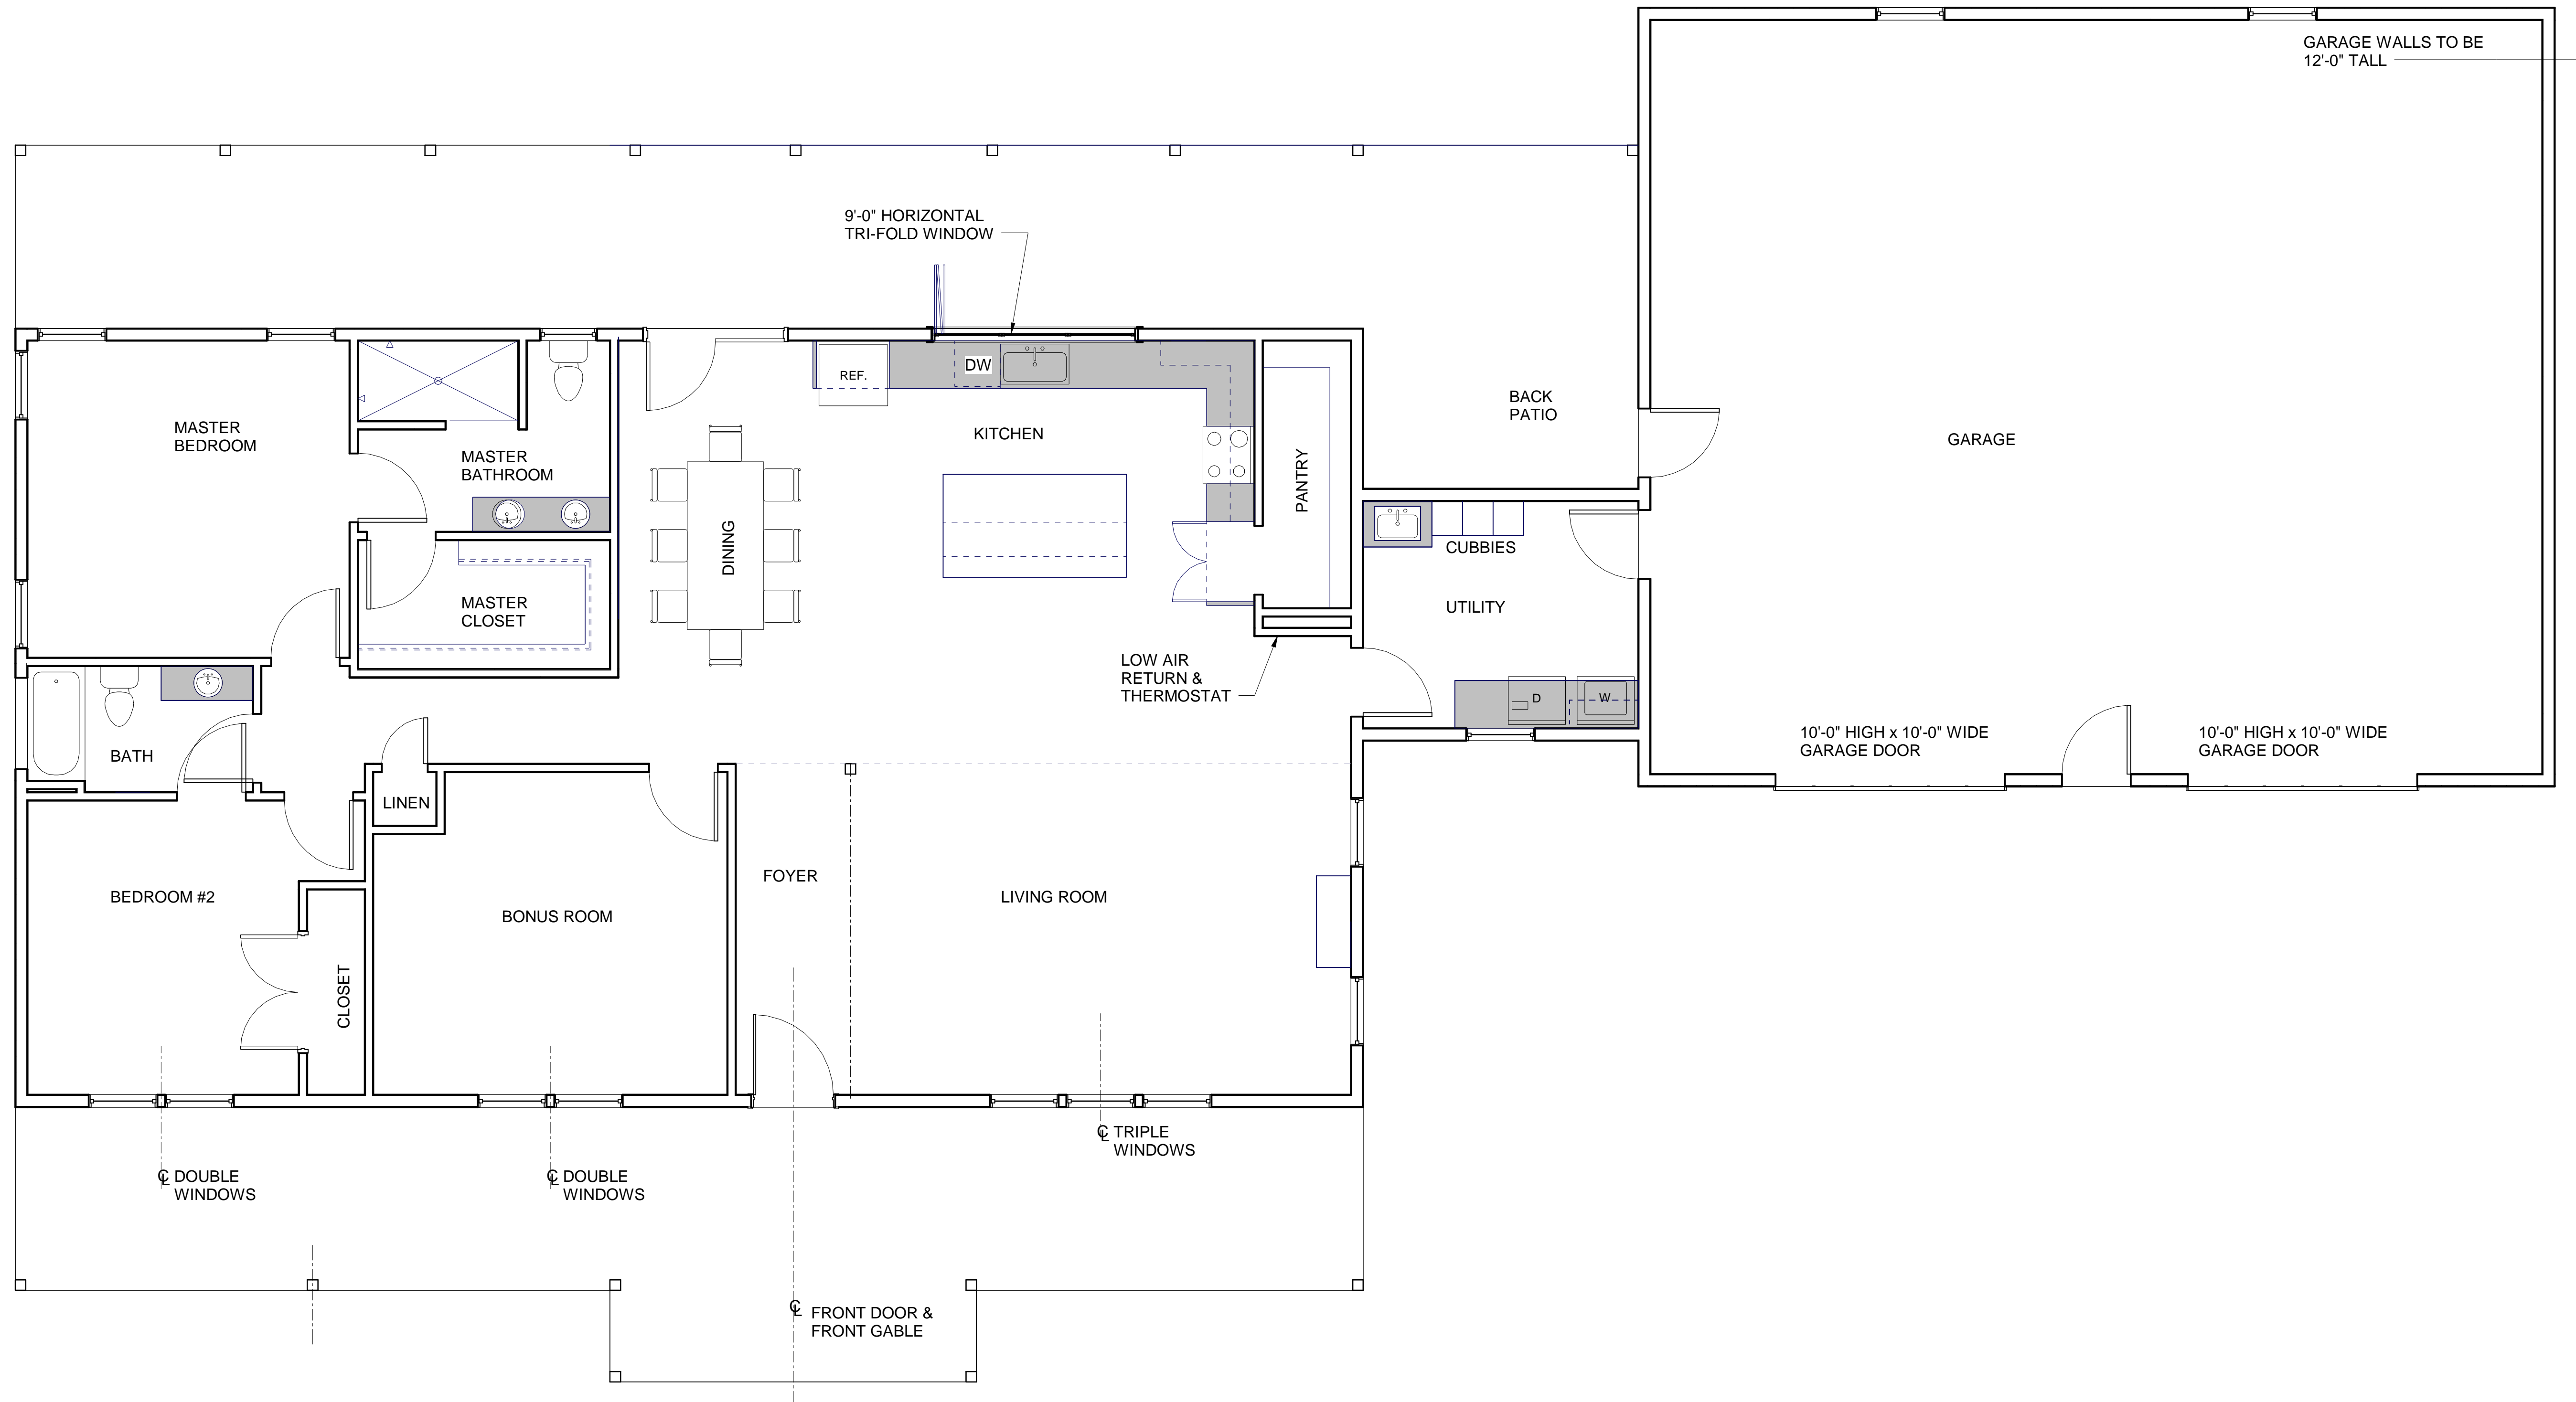 GARAGE WALLS TO BE
12'-0" TALL
9'-0" HORIZONTAL
TRI-FOLD WINDOW
REF.
DW
MASTER
BEDROOM
MASTER
BATHROOM
KITCHEN
BACK
PATIO
GARAGE
PANTRY
DINING
CUBBIES
UTILITY
MASTER
CLOSET
LOW AIR
RETURN &
THERMOSTAT
D
W
BATH
10'-0" HIGH x 10'-0" WIDE
GARAGE DOOR
10'-0" HIGH x 10'-0" WIDE
GARAGE DOOR
LINEN
FOYER
BEDROOM #2
BONUS ROOM
LIVING ROOM
CLOSET
℄ TRIPLE
WINDOWS
℄ DOUBLE
WINDOWS
℄ DOUBLE
WINDOWS
℄ FRONT DOOR &
FRONT GABLE